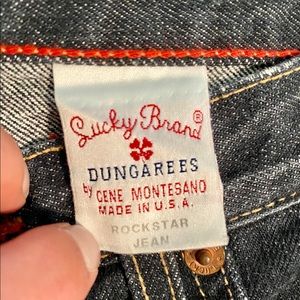 Lucky Brand®
DUNGAREES
by GENE MONTESANO
MADE IN U.S.A.
ROCKSTAR
JEAN